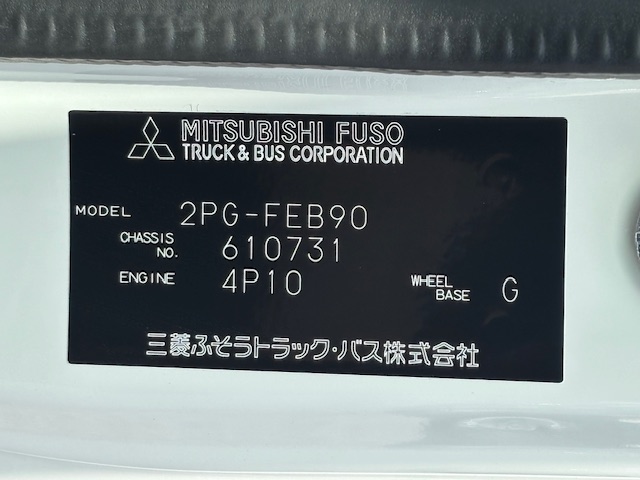 MITSUBISHI FUSO
TRUCK & BUS CORPORATION
MODEL 2PG-FEB90
CHASSIS NO. 610731
ENGINE 4P10 WHEEL BASE G
三菱ふそうトラック・バス株式会社